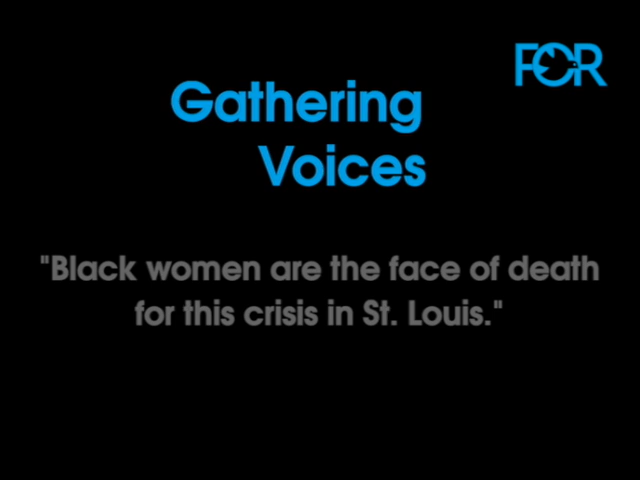 FOR
Gathering
Voices
"Black women are the face of death
for this crisis in St. Louis."